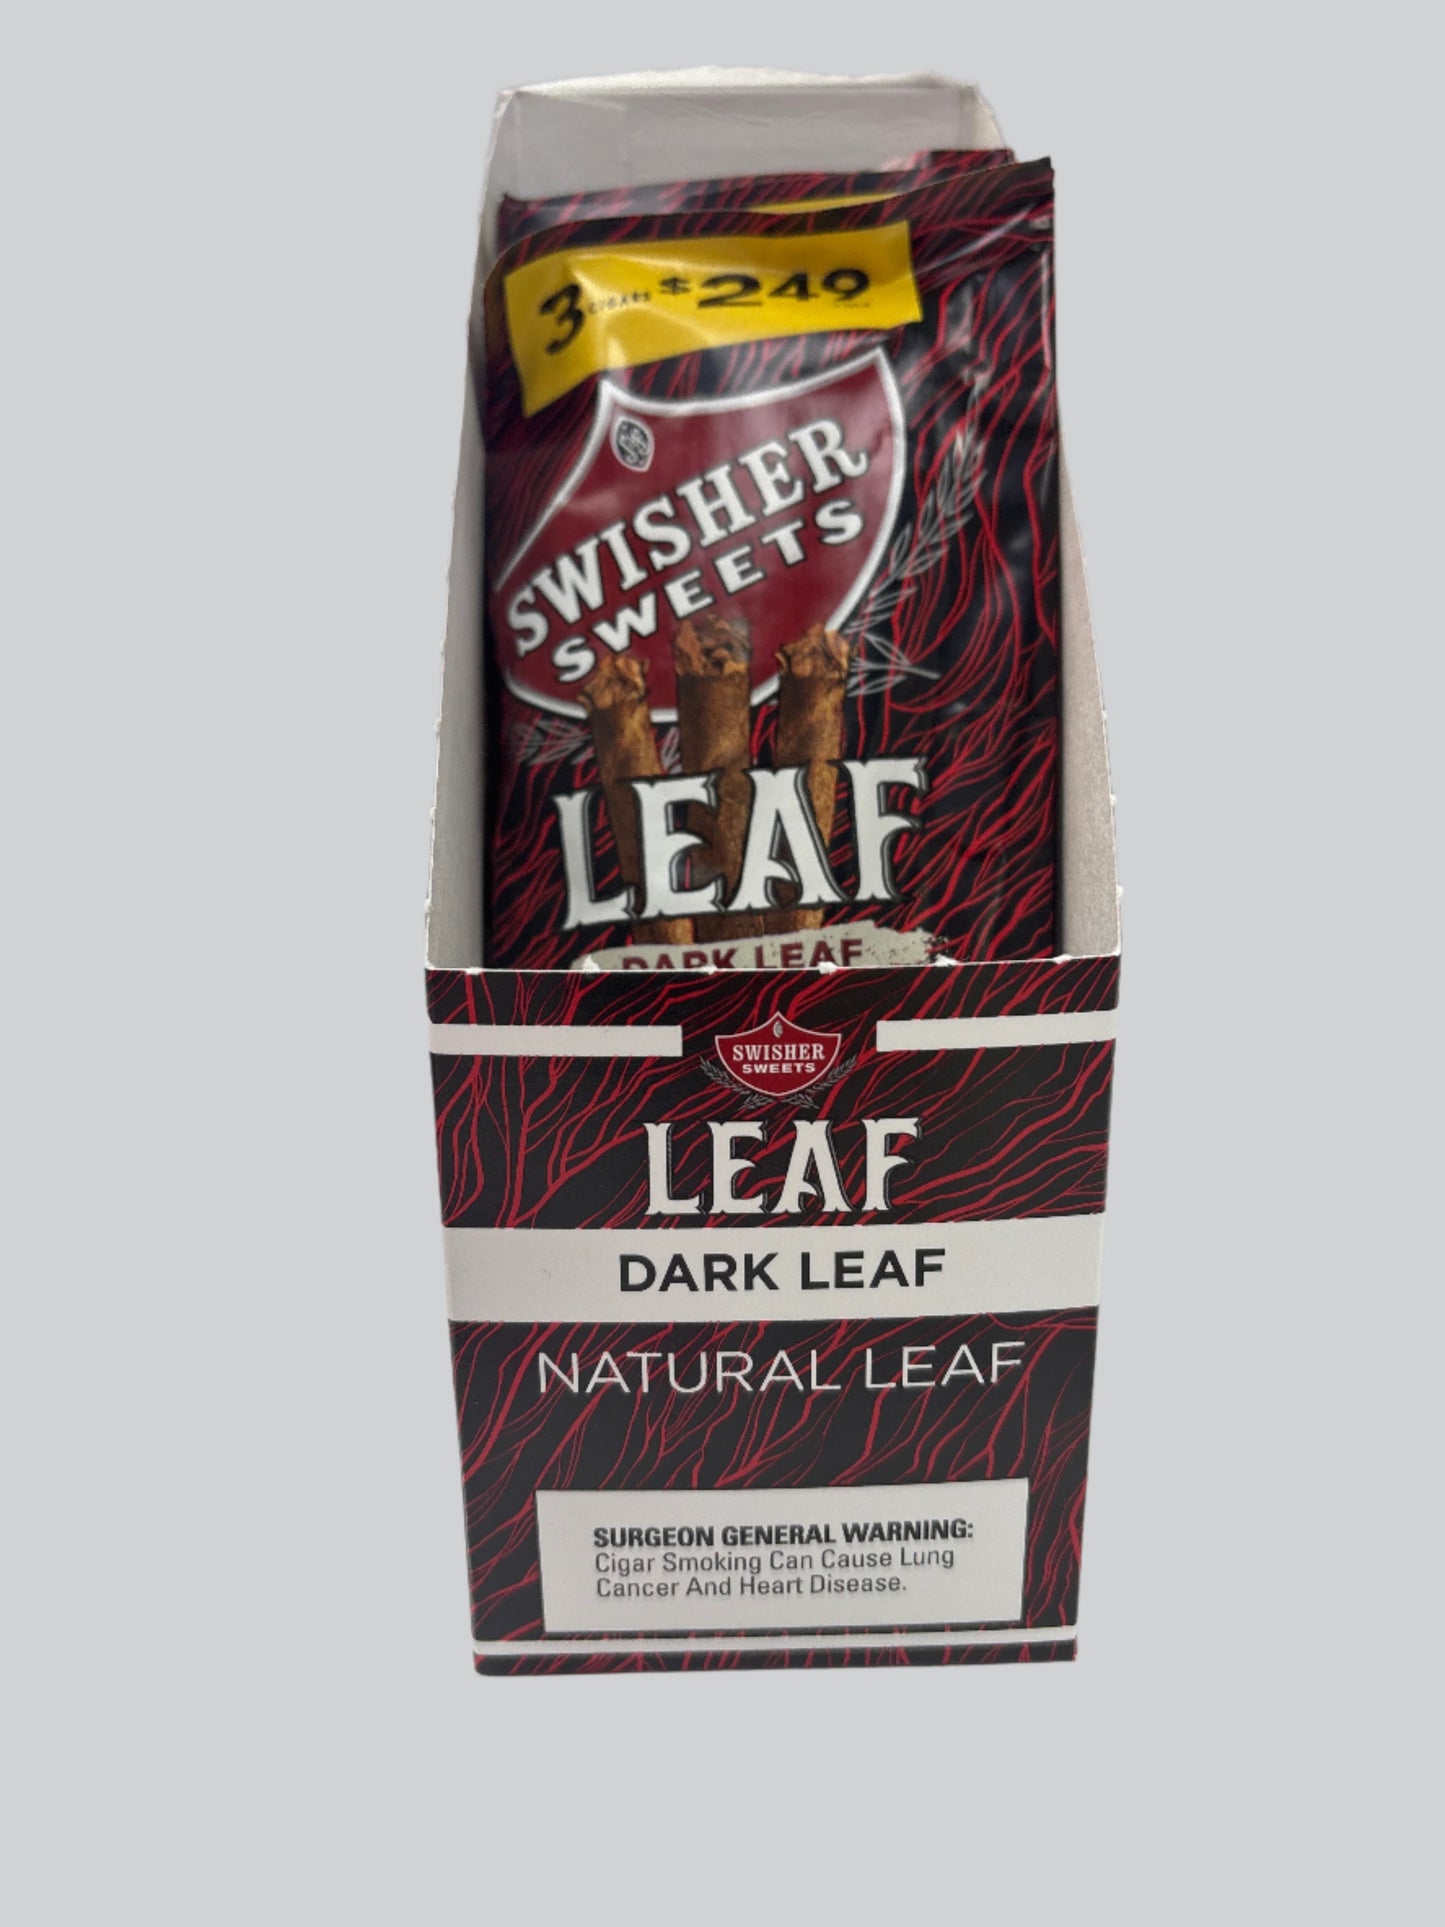 3 CIGARS $2.49
SWISHER
SWEETS
LEAF
DARK LEAF
SWISHER
SWEETS
LEAF
DARK LEAF
NATURAL LEAF
SURGEON GENERAL WARNING:
Cigar Smoking Can Cause Lung
Cancer And Heart Disease.